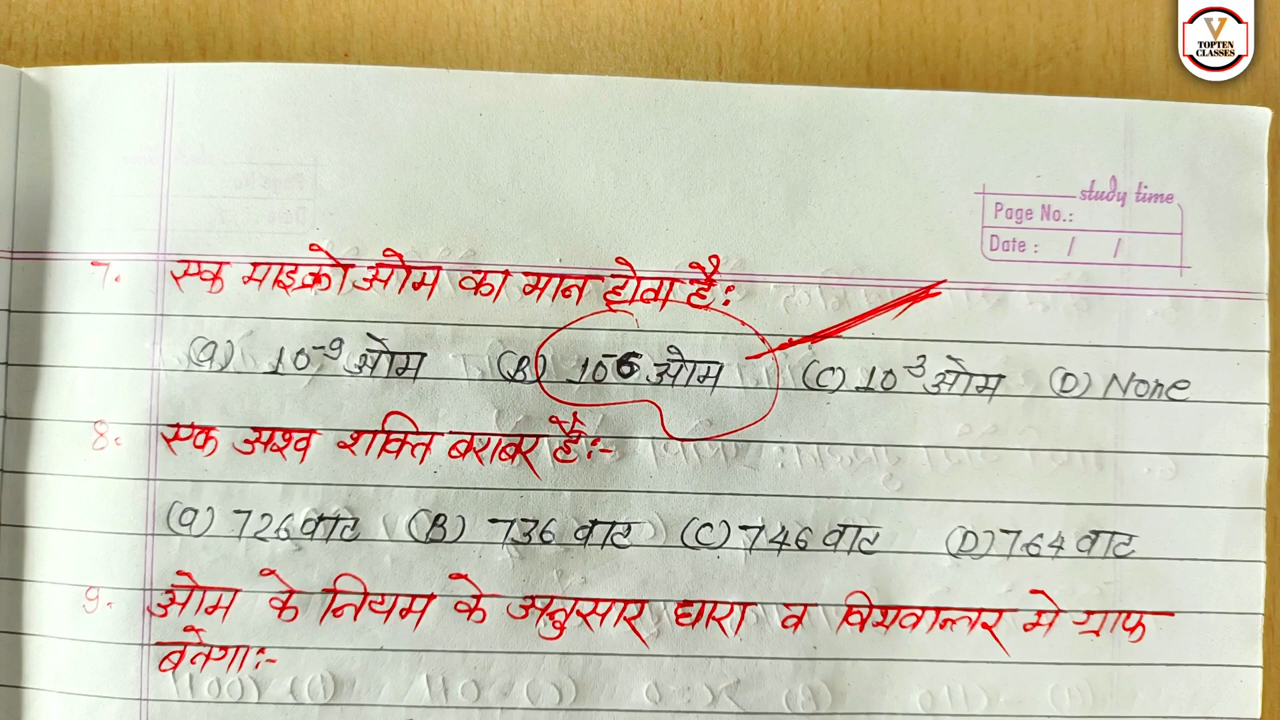 V
TOPTEN
CLASSES
study time
Page No.:
Date : / /
7. एक माइक्रो ओम का मान होता है:
(a) 10⁻⁹ ओम (B) 10⁻⁶ ओम (C) 10⁻³ ओम (D) None
8. एक अश्व शक्ति बराबर है:-
(a) 726 वाट (B) 736 वाट (C) 746 वाट (D) 764 वाट
9. ओम के नियम के अनुसार धारा व विभवान्तर मे ग्राफ
बनेगा:-